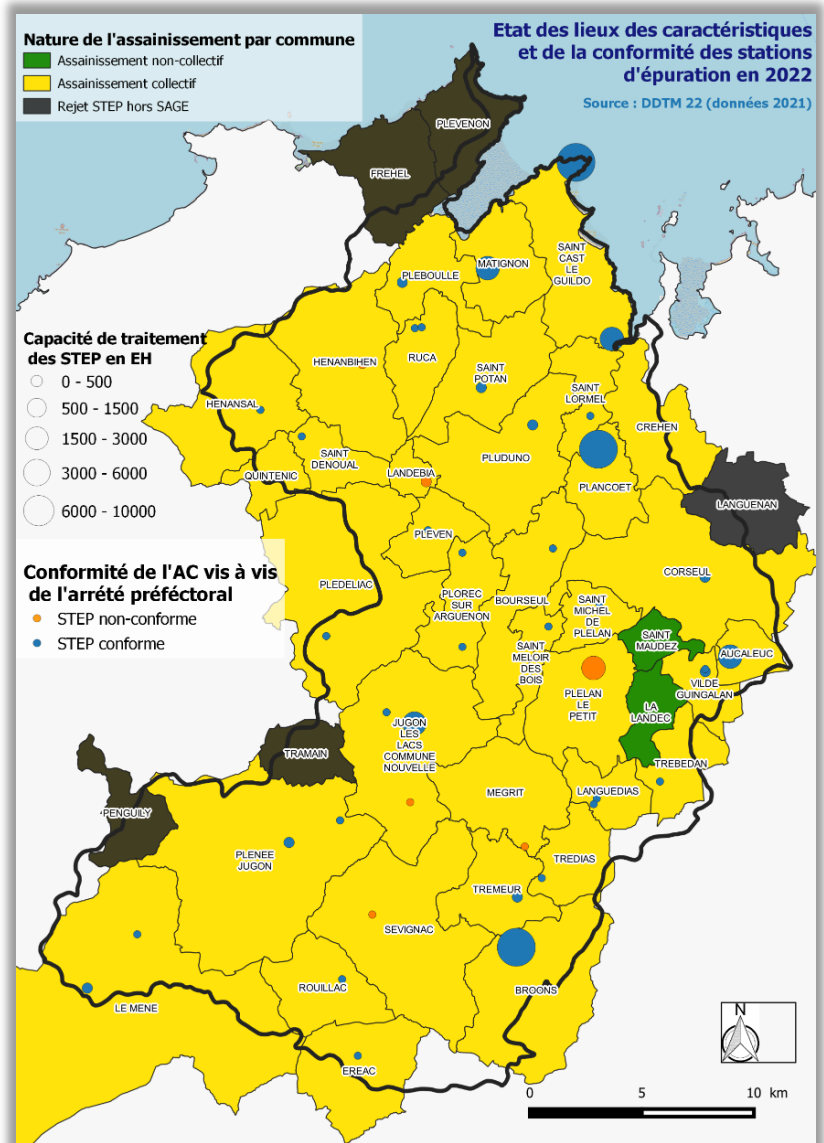 Etat des lieux des caractéristiques
et de la conformité des stations
d'épuration en 2022
Source : DDTM 22 (données 2021)
Nature de l'assainissement par commune
Assainissement non-collectif
Assainissement collectif
Rejet STEP hors SAGE
PLEVENON
FREHEL
SAINT
CAST
LE
GUILDO
MATIGNON
PLEBOULLE
Capacité de traitement
des STEP en EH
0 - 500
500 - 1500
1500 - 3000
3000 - 6000
6000 - 10000
HENANBIHEN
RUCA
SAINT
POTAN
SAINT
LORMEL
HENANSAL
CREHEN
SAINT
DENOUAL
QUINTENIC
LANDEBIA
PLUDUNO
PLANCOET
LANGUENAN
PLEVEN
Conformité de l'AC vis à vis
de l'arrété préféctoral
STEP non-conforme
STEP conforme
PLEDELIAC
PLOREC
SUR
ARGUENON
BOURSEUL
CORSEUL
SAINT
MICHEL
DE
PLELAN
SAINT
MAUDEZ
SAINT
MELOIR
DES
BOIS
AUCALEUC
VILDE
GUINGALAN
PLELAN
LE
PETIT
LA
LANDEC
JUGON
LES
LACS
COMMUNE
NOUVELLE
TRAMAIN
TREBEDAN
MEGRIT
LANGUEDIAS
PENGUILY
PLENEE
JUGON
TREDIAS
TREMEUR
SEVIGNAC
ROUILLAC
BROONS
LE MENE
EREAC
N
0
5
10 km